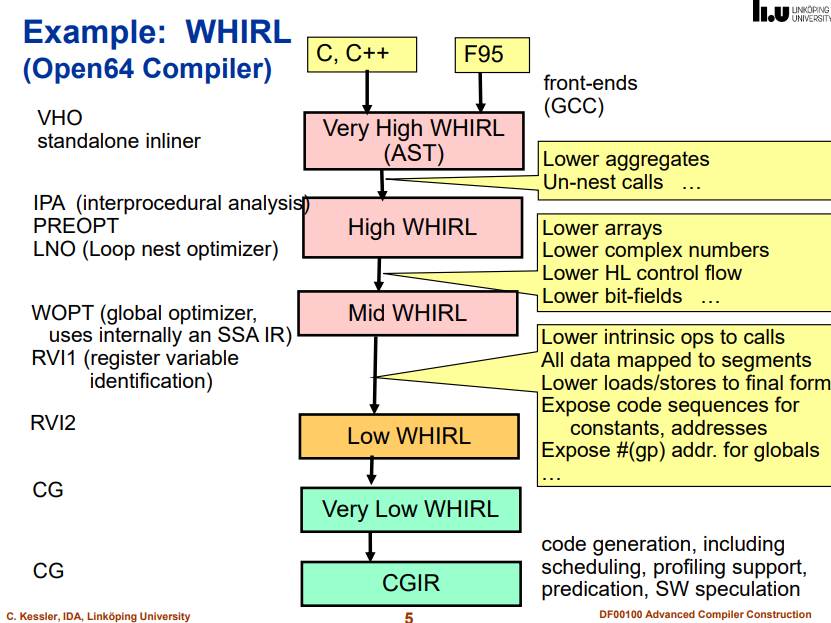 Example: WHIRL
(Open64 Compiler)
LiU LINKÖPING
UNIVERSITY
C, C++
F95
front-ends
(GCC)
VHO
standalone inliner
Very High WHIRL
(AST)
Lower aggregates
Un-nest calls …
IPA (interprocedural analysis)
PREOPT
LNO (Loop nest optimizer)
High WHIRL
Lower arrays
Lower complex numbers
Lower HL control flow
Lower bit-fields …
WOPT (global optimizer,
uses internally an SSA IR)
RVI1 (register variable
identification)
Mid WHIRL
Lower intrinsic ops to calls
All data mapped to segments
Lower loads/stores to final form
Expose code sequences for
constants, addresses
Expose #(gp) addr. for globals
…
RVI2
Low WHIRL
CG
Very Low WHIRL
CG
CGIR
code generation, including
scheduling, profiling support,
predication, SW speculation
C. Kessler, IDA, Linköping University
5
DF00100 Advanced Compiler Construction